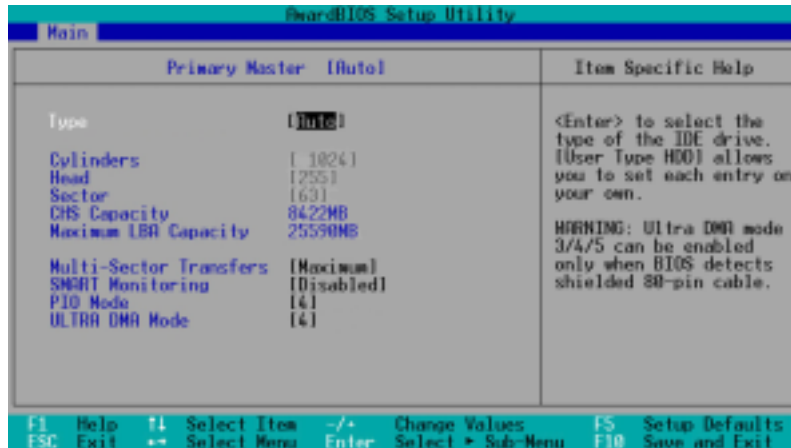 AwardBIOS Setup Utility
Main
Primary Master [Auto]
Item Specific Help
Type [Auto]
Cylinders [ 1024]
Head [255]
Sector [63]
CHS Capacity 8422MB
Maximum LBA Capacity 25590MB
Multi-Sector Transfers [Maximum]
SMART Monitoring [Disabled]
PIO Mode [4]
ULTRA DMA Mode [4]
<Enter> to select the
type of the IDE drive.
[User Type HDD] allows
you to set each entry on
your own.
WARNING: Ultra DMA mode
3/4/5 can be enabled
only when BIOS detects
shielded 80-pin cable.
F1 Help ↑↓ Select Item -/+ Change Values F5 Setup Defaults
ESC Exit ←→ Select Menu Enter Select ► Sub-Menu F10 Save and Exit